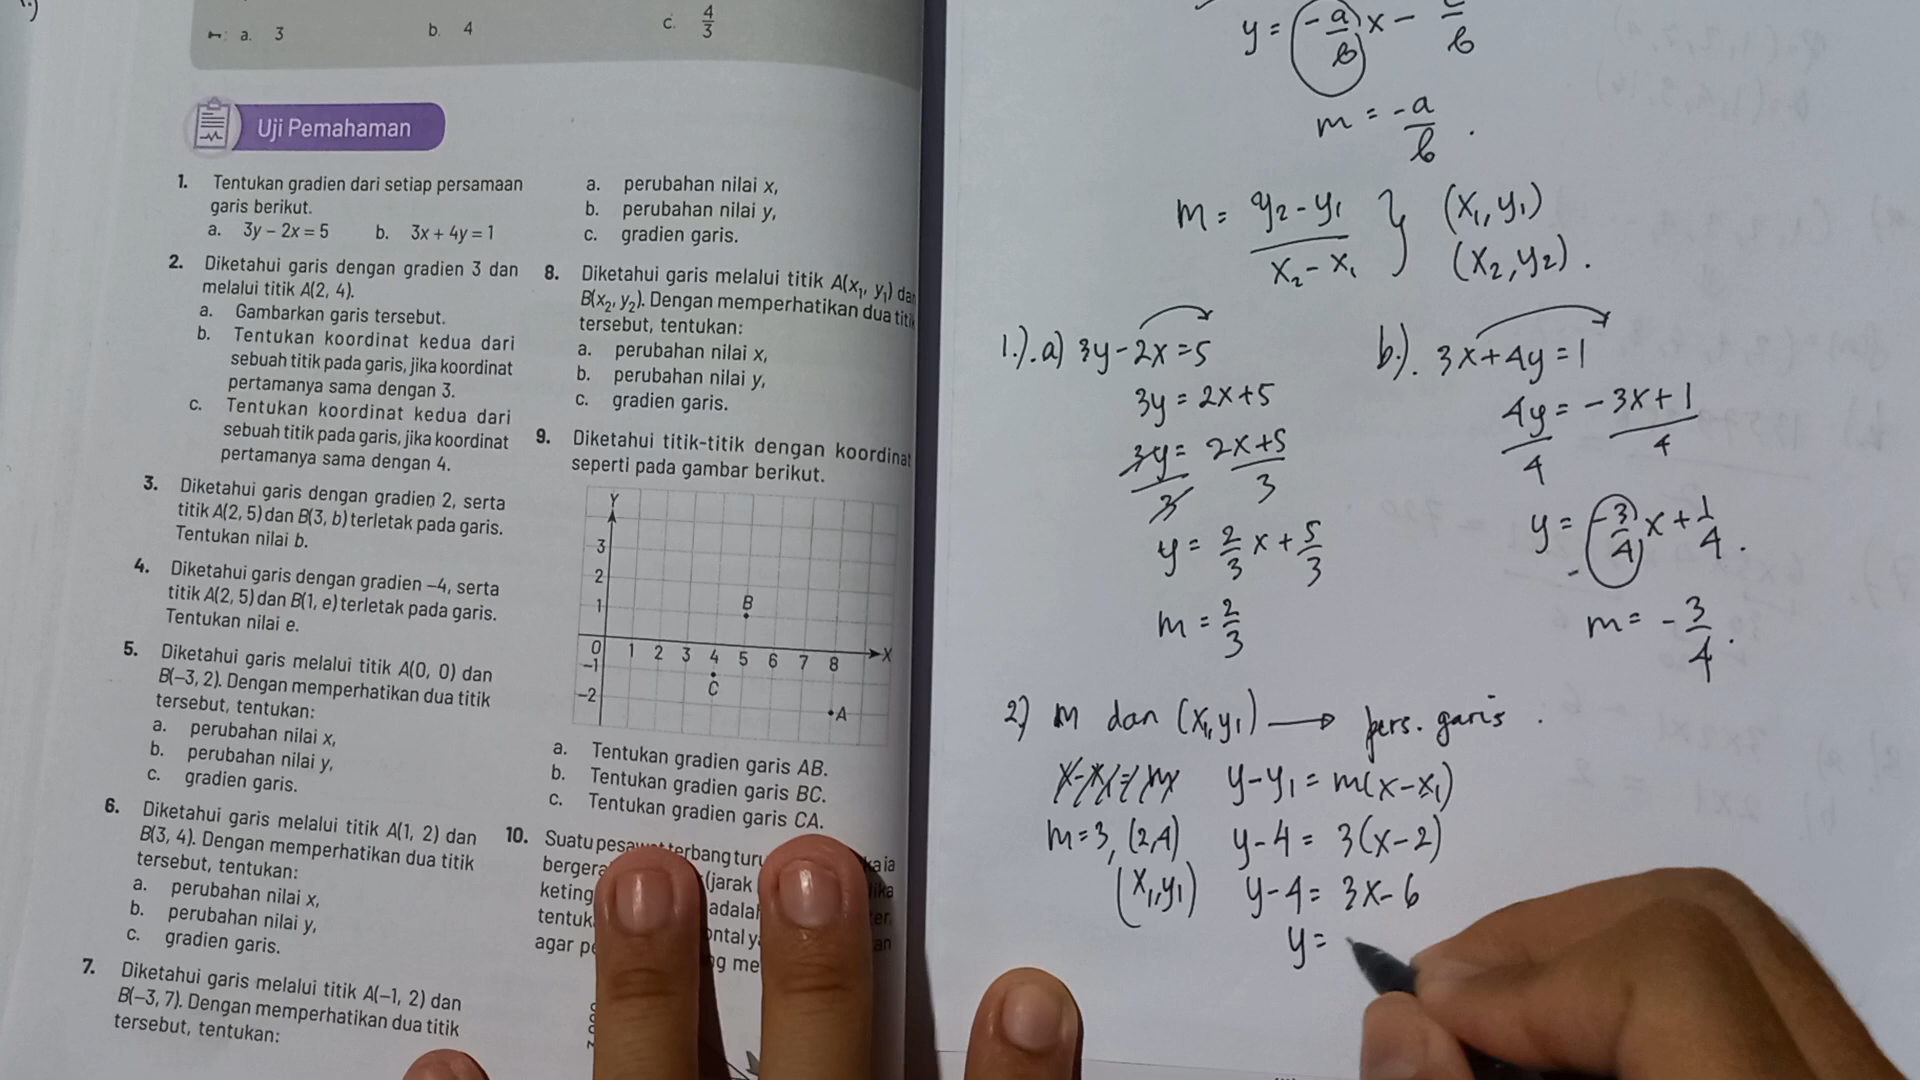 a. 3 b. 4 c. 4/3
Uji Pemahaman
1. Tentukan gradien dari setiap persamaan
garis berikut.
a. 3y – 2x = 5 b. 3x + 4y = 1
2. Diketahui garis dengan gradien 3 dan
melalui titik A(2, 4).
a. Gambarkan garis tersebut.
b. Tentukan koordinat kedua dari
sebuah titik pada garis, jika koordinat
pertamanya sama dengan 3.
c. Tentukan koordinat kedua dari
sebuah titik pada garis, jika koordinat
pertamanya sama dengan 4.
3. Diketahui garis dengan gradien 2, serta
titik A(2, 5) dan B(3, b) terletak pada garis.
Tentukan nilai b.
4. Diketahui garis dengan gradien –4, serta
titik A(2, 5) dan B(1, e) terletak pada garis.
Tentukan nilai e.
5. Diketahui garis melalui titik A(0, 0) dan
B(–3, 2). Dengan memperhatikan dua titik
tersebut, tentukan:
a. perubahan nilai x,
b. perubahan nilai y,
c. gradien garis.
6. Diketahui garis melalui titik A(1, 2) dan
B(3, 4). Dengan memperhatikan dua titik
tersebut, tentukan:
a. perubahan nilai x,
b. perubahan nilai y,
c. gradien garis.
7. Diketahui garis melalui titik A(–1, 2) dan
B(–3, 7). Dengan memperhatikan dua titik
tersebut, tentukan:
a. perubahan nilai x,
b. perubahan nilai y,
c. gradien garis.
8. Diketahui garis melalui titik A(x₁, y₁) da
B(x₂, y₂). Dengan memperhatikan dua titi
tersebut, tentukan:
a. perubahan nilai x,
b. perubahan nilai y,
c. gradien garis.
9. Diketahui titik-titik dengan koordinat
seperti pada gambar berikut.
Y
3
2
1
B
0 1 2 3 4 5 6 7 8 X
–1
C
–2
A
a. Tentukan gradien garis AB.
b. Tentukan gradien garis BC.
c. Tentukan gradien garis CA.
10. Suatu terbang
(jarak
y = -a/b x -
m = -a/b .
m = y₂ - y₁ / x₂ - x₁ } (x₁, y₁)
(x₂, y₂) .
1.). a) 3y - 2x = 5
3y = 2x + 5
3y/3 = 2x + 5/3
y = 2/3 x + 5/3
m = 2/3
b). 3x + 4y = 1
4y/4 = -3x + 1/4
y = -3/4 x + 1/4 .
m = -3/4 .
2) m dan (x₁, y₁) → pers. garis .
y - y₁ = m(x - x₁)
m = 3, (2,4) y - 4 = 3(x - 2)
(x₁, y₁) y - 4 = 3x - 6
y =